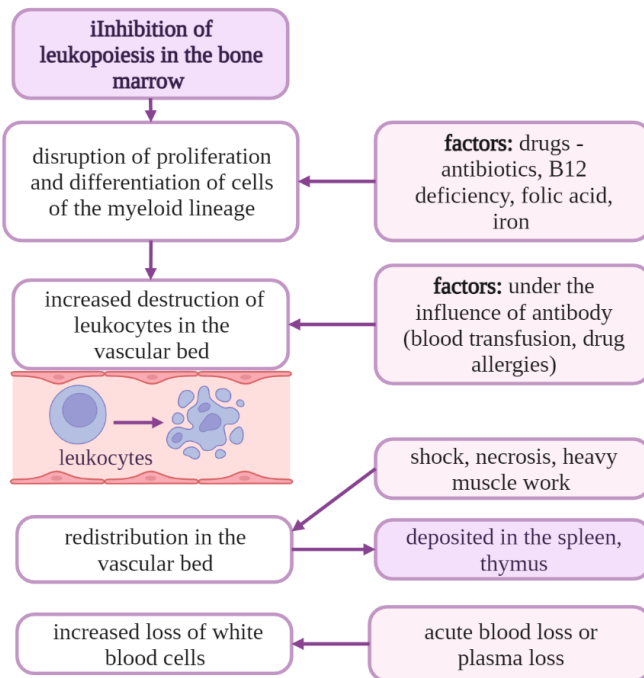 iInhibition of
leukopoiesis in the bone
marrow
disruption of proliferation
and differentiation of cells
of the myeloid lineage
factors: drugs -
antibiotics, B12
deficiency, folic acid,
iron
increased destruction of
leukocytes in the
vascular bed
factors: under the
influence of antibody
(blood transfusion, drug
allergies)
leukocytes
shock, necrosis, heavy
muscle work
redistribution in the
vascular bed
deposited in the spleen,
thymus
increased loss of white
blood cells
acute blood loss or
plasma loss